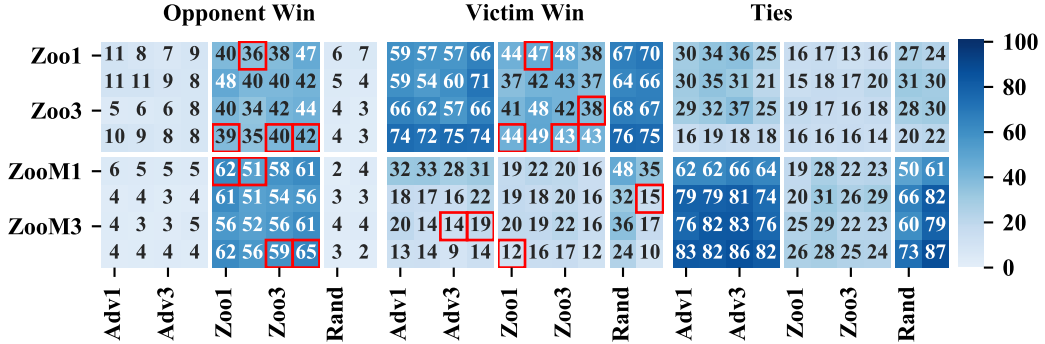 Opponent Win Victim Win Ties
Zoo1 11 8 7 9 40 36 38 47 6 7 59 57 57 66 44 47 48 38 67 70 30 34 36 25 16 17 13 16 27 24 100
11 11 9 8 48 40 40 42 5 4 59 54 60 71 37 42 43 37 64 66 30 35 31 21 15 18 17 20 31 30 80
Zoo3 5 6 6 8 40 34 42 44 4 3 66 62 57 66 41 48 42 38 68 67 29 32 37 25 19 17 16 18 28 30
10 9 8 8 39 35 40 42 4 3 74 72 75 74 44 49 43 43 76 75 16 19 18 18 16 16 16 14 20 22 60
ZooM1 6 5 5 5 62 51 58 61 2 4 32 33 28 31 19 22 20 16 48 35 62 62 66 64 19 28 22 23 50 61
4 4 3 4 61 51 54 56 3 3 18 17 16 22 19 18 20 16 32 15 79 79 81 74 20 31 26 29 66 82 40
ZooM3 4 3 3 5 56 52 56 61 4 4 20 14 14 19 20 19 22 16 36 17 76 82 83 76 25 29 22 23 60 79 20
4 4 4 4 62 56 59 65 3 2 13 14 9 14 12 16 17 12 24 10 83 82 86 82 26 28 25 24 73 87 0
Adv1 Adv3 Zoo1 Zoo3 Rand Adv1 Adv3 Zoo1 Zoo3 Rand Adv1 Adv3 Zoo1 Zoo3 Rand